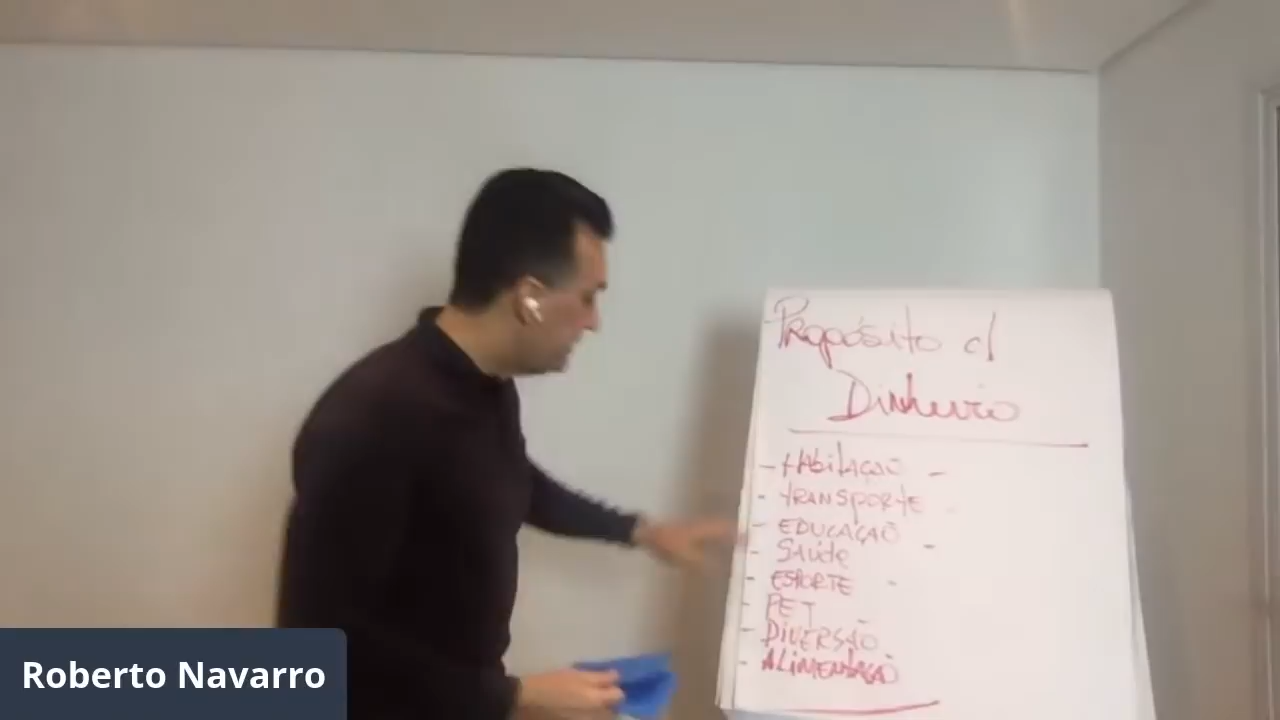 Propósito c/
Dinheiro
- Habitação -
- TRANSPORTE -
- EDUCAÇÃO
- Saúde -
- ESPORTE -
- PET
- DIVERSÃO
- ALIMENTAÇÃO
Roberto Navarro